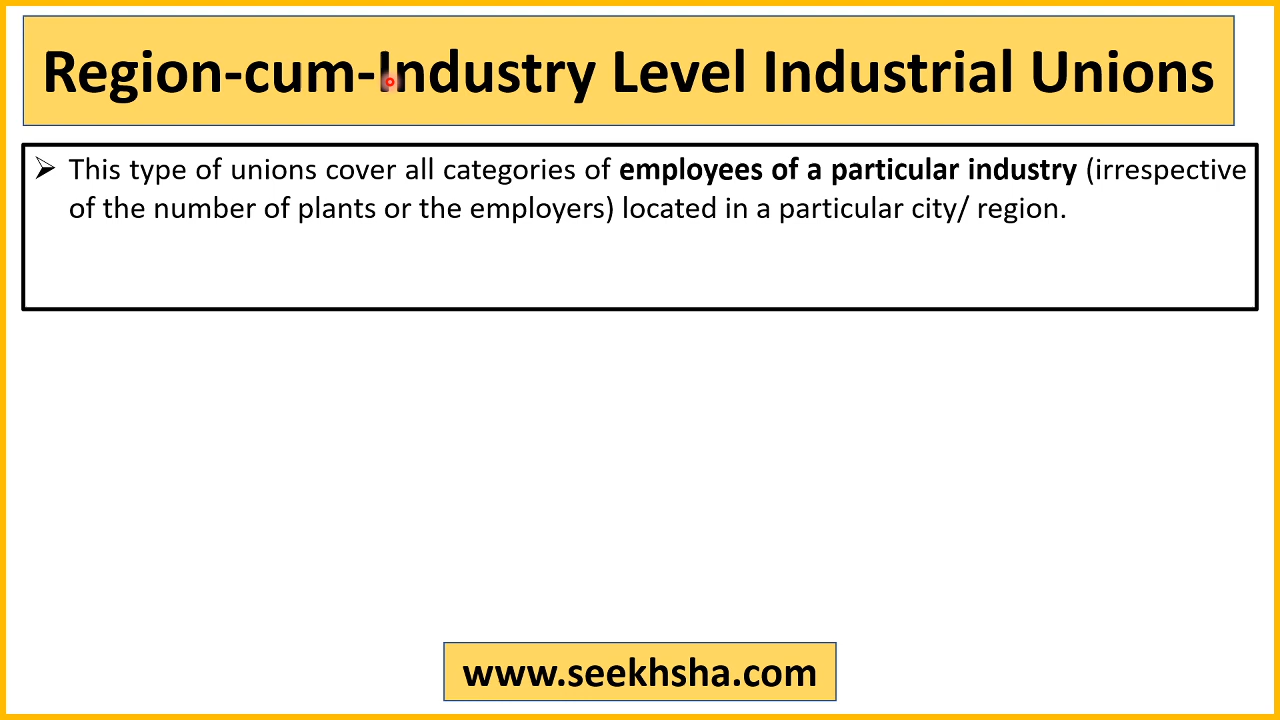 Region-cum-Industry Level Industrial Unions
➢ This type of unions cover all categories of employees of a particular industry (irrespective
of the number of plants or the employers) located in a particular city/ region.
www.seekhsha.com